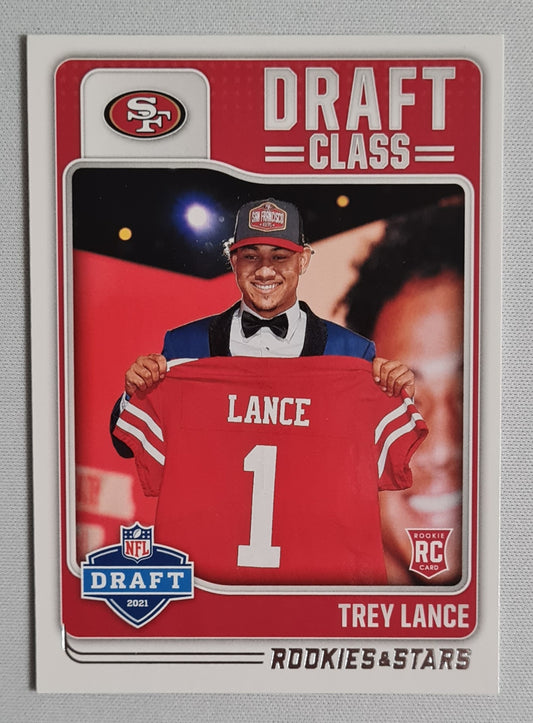 SF
DRAFT
CLASS
SAN FRANCISCO
LANCE
1
NFL
DRAFT
2021
ROOKIE
RC
CARD
TREY LANCE
ROOKIES & STARS